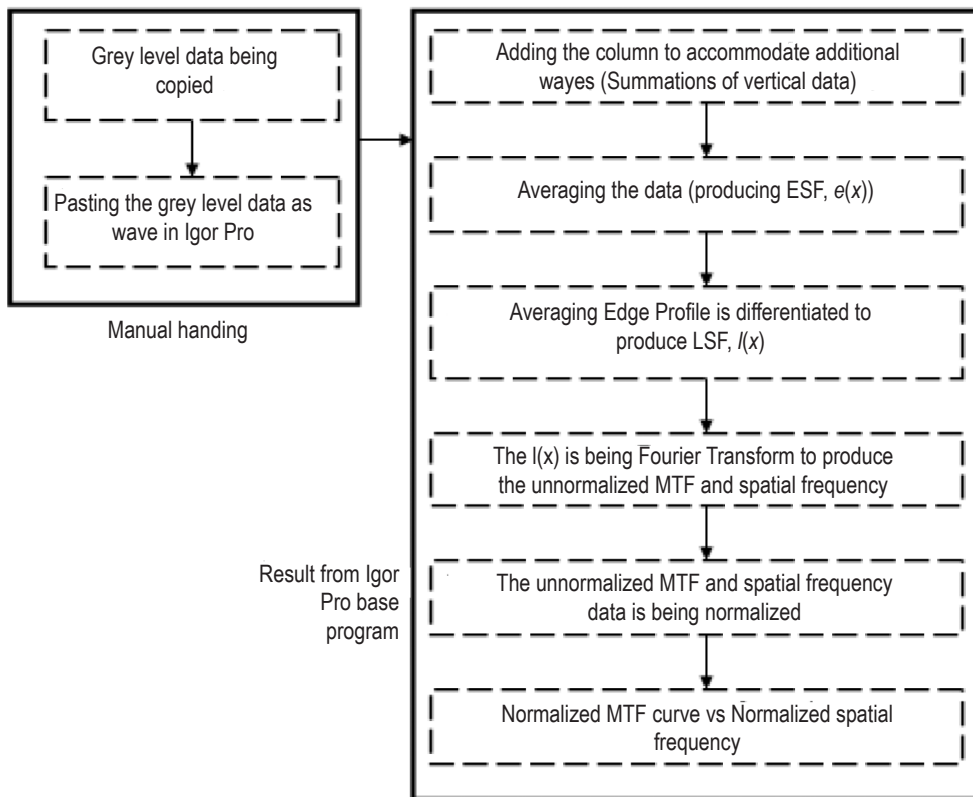 Grey level data being
copied
Pasting the grey level data as
wave in Igor Pro
Manual handing
Adding the column to accommodate additional
wayes (Summations of vertical data)
Averaging the data (producing ESF, e(x))
Averaging Edge Profile is differentiated to
produce LSF, l(x)
The l(x) is being Fourier Transform to produce
the unnormalized MTF and spatial frequency
The unnormalized MTF and spatial frequency
data is being normalized
Normalized MTF curve vs Normalized spatial
frequency
Result from Igor
Pro base
program